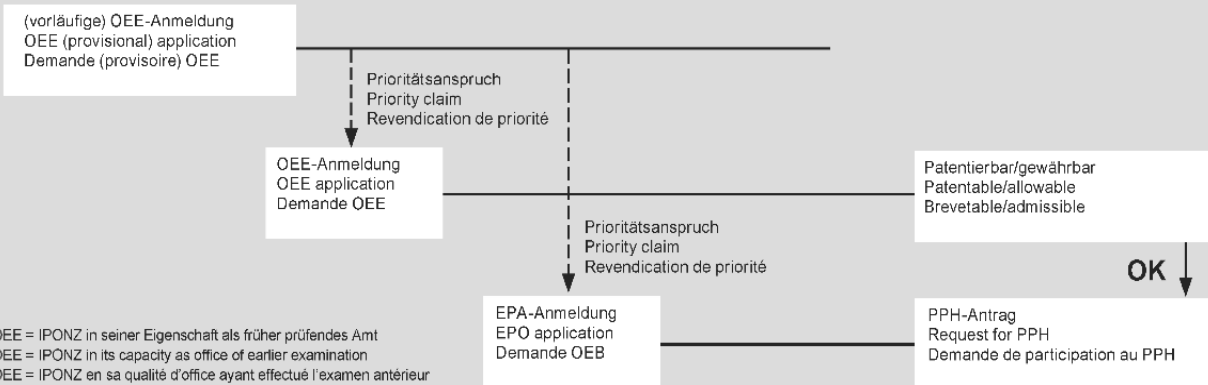 (vorläufige) OEE-Anmeldung
OEE (provisional) application
Demande (provisoire) OEE
Prioritätsanspruch
Priority claim
Revendication de priorité
OEE-Anmeldung
OEE application
Demande OEE
Patentierbar/gewährbar
Patentable/allowable
Brevetable/admissible
Prioritätsanspruch
Priority claim
Revendication de priorité
OK
EPA-Anmeldung
EPO application
Demande OEB
PPH-Antrag
Request for PPH
Demande de participation au PPH
OEE = IPONZ in seiner Eigenschaft als früher prüfendes Amt
OEE = IPONZ in its capacity as office of earlier examination
OEE = IPONZ en sa qualité d'office ayant effectué l'examen antérieur